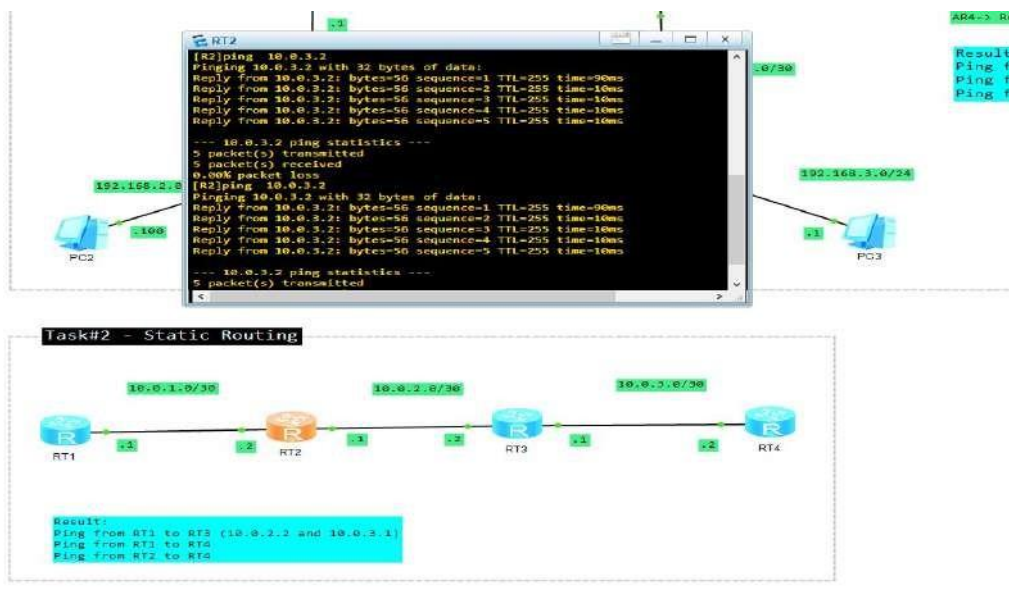 .1
AR4->
RT2
[R2]ping 10.0.3.2
Pinging 10.0.3.2 with 32 bytes of data:
Reply from 10.0.3.2: bytes=56 sequence=1 TTL=255 time=90ms
Reply from 10.0.3.2: bytes=56 sequence=2 TTL=255 time=10ms
Reply from 10.0.3.2: bytes=56 sequence=3 TTL=255 time=10ms
Reply from 10.0.3.2: bytes=56 sequence=4 TTL=255 time=10ms
Reply from 10.0.3.2: bytes=56 sequence=5 TTL=255 time=10ms
--- 10.0.3.2 ping statistics ---
5 packet(s) transmitted
5 packet(s) received
0.00% packet loss
[R2]ping 10.0.3.2
Pinging 10.0.3.2 with 32 bytes of data:
Reply from 10.0.3.2: bytes=56 sequence=1 TTL=255 time=90ms
Reply from 10.0.3.2: bytes=56 sequence=2 TTL=255 time=10ms
Reply from 10.0.3.2: bytes=56 sequence=3 TTL=255 time=10ms
Reply from 10.0.3.2: bytes=56 sequence=4 TTL=255 time=10ms
Reply from 10.0.3.2: bytes=56 sequence=5 TTL=255 time=10ms
--- 10.0.3.2 ping statistics ---
5 packet(s) transmitted
.0/30
Result
Ping f
Ping f
Ping f
192.168.2.0
.100
PC2
192.168.3.0/24
.1
PC3
Task#2 - Static Routing
10.0.1.0/30
10.0.2.0/30
10.0.3.0/30
RT1
.1
.2
RT2
.1
.2
RT3
.1
.2
RT4
Result:
Ping from RT1 to RT3 (10.0.2.2 and 10.0.3.1)
Ping from RT1 to RT4
Ping from RT2 to RT4